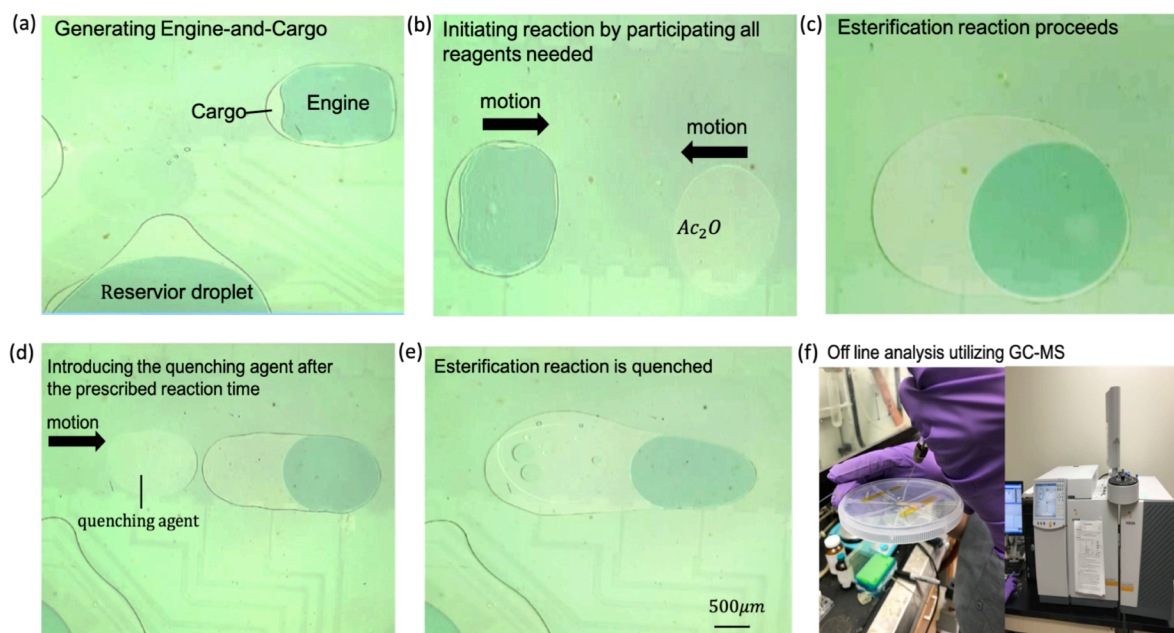 (a)
Generating Engine-and-Cargo
Cargo
Engine
Reservior droplet
(b)
Initiating reaction by participating all
reagents needed
motion
motion
Ac₂O
(c)
Esterification reaction proceeds
(d)
Introducing the quenching agent after
the prescribed reaction time
motion
quenching agent
(e)
Esterification reaction is quenched
500μm
(f)
Off line analysis utilizing GC-MS